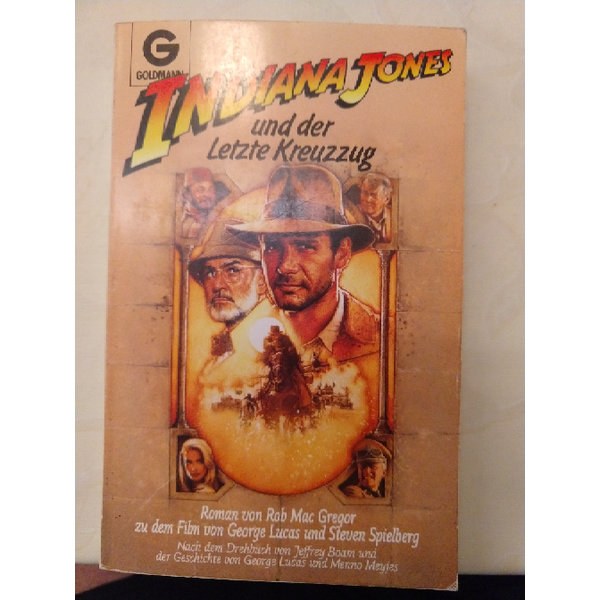 G
GOLDMANN
INDIANA JONES
und der
Letzte Kreuzzug
Roman von Rob Mac Gregor
zu dem Film von George Lucas und Steven Spielberg
Nach dem Drehbuch von Jeffrey Boam und
der Geschichte von George Lucas und Menno Meyjes